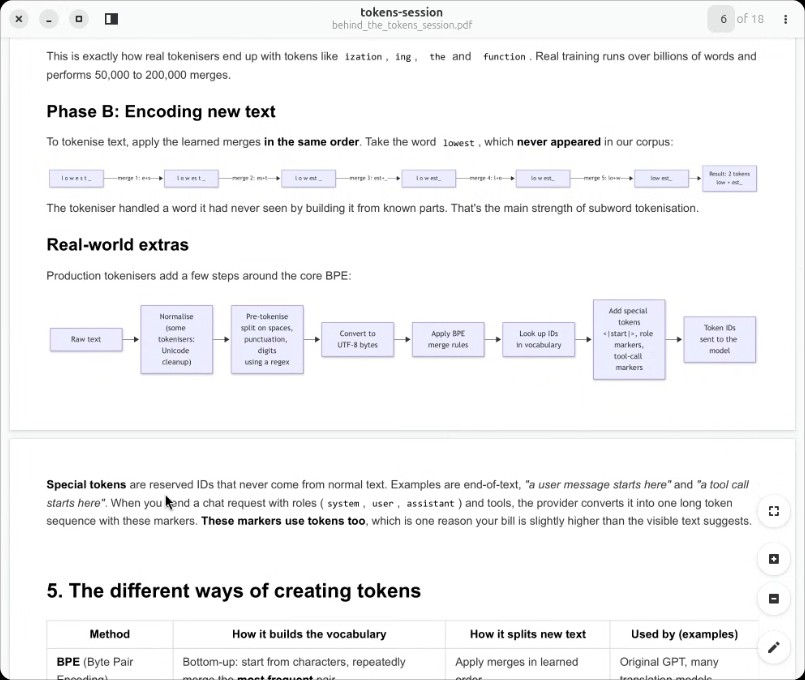 tokens-session
behind_the_tokens_session.pdf
6 of 18
This is exactly how real tokenisers end up with tokens like ization, ing, the and function. Real training runs over billions of words and
performs 50,000 to 200,000 merges.
Phase B: Encoding new text
To tokenise text, apply the learned merges in the same order. Take the word lowest, which never appeared in our corpus:
l o w e s t _
merge 1: e+s
l o w es t _
merge 2: es+t
l o w est _
merge 3: est+_
l o w est_
merge 4: l+o
lo w est_
merge 5: lo+w
low est_
Result: 2 tokens
low + est_
The tokeniser handled a word it had never seen by building it from known parts. That's the main strength of subword tokenisation.
Real-world extras
Production tokenisers add a few steps around the core BPE:
Raw text
Normalise
(some
tokenisers:
Unicode
cleanup)
Pre-tokenise
split on spaces,
punctuation,
digits
using a regex
Convert to
UTF-8 bytes
Apply BPE
merge rules
Look up IDs
in vocabulary
Add special
tokens
<|start|>, role
markers,
tool-call
markers
Token IDs
sent to the
model
Special tokens are reserved IDs that never come from normal text. Examples are end-of-text, "a user message starts here" and "a tool call
starts here". When you send a chat request with roles ( system, user, assistant ) and tools, the provider converts it into one long token
sequence with these markers. These markers use tokens too, which is one reason your bill is slightly higher than the visible text suggests.
5. The different ways of creating tokens
Method How it builds the vocabulary How it splits new text Used by (examples)
BPE (Byte Pair Bottom-up: start from characters, repeatedly Apply merges in learned Original GPT, many
Encoding) merge the most frequent pair order translation models